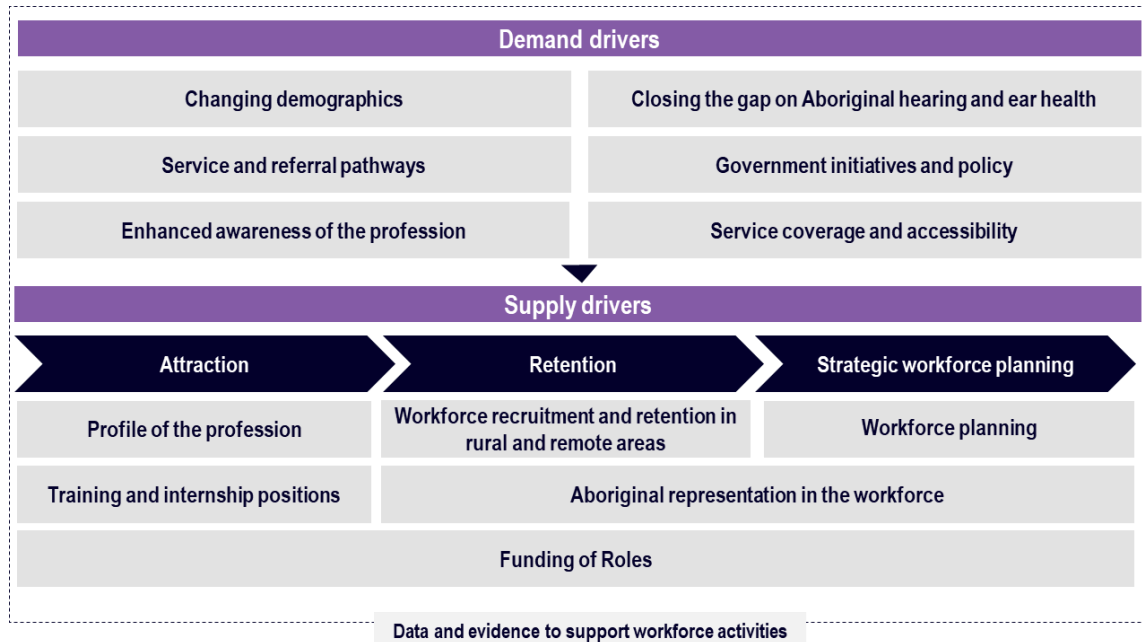 Demand drivers
Changing demographics
Closing the gap on Aboriginal hearing and ear health
Service and referral pathways
Government initiatives and policy
Enhanced awareness of the profession
Service coverage and accessibility
Supply drivers
Attraction
Retention
Strategic workforce planning
Profile of the profession
Workforce recruitment and retention in
rural and remote areas
Workforce planning
Training and internship positions
Aboriginal representation in the workforce
Funding of Roles
Data and evidence to support workforce activities